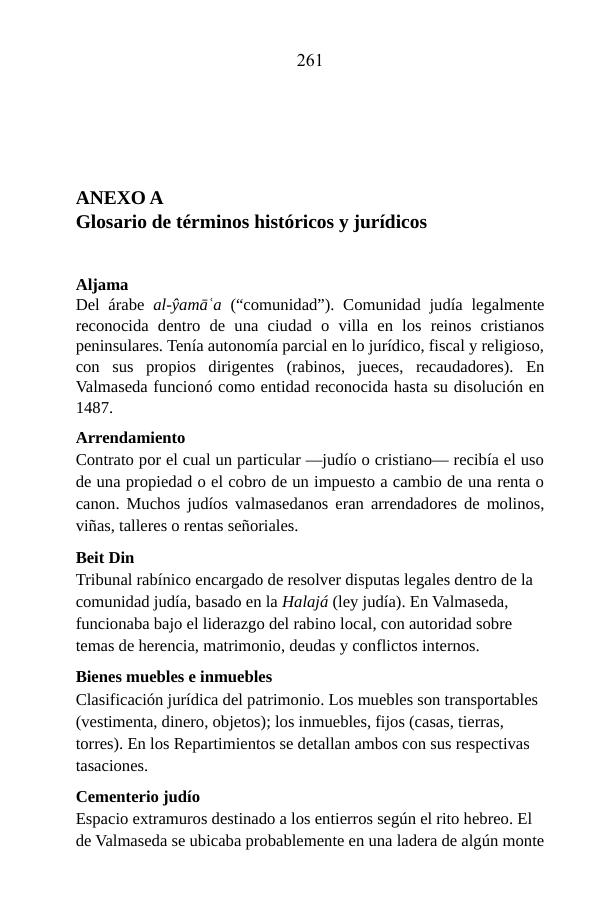 261
ANEXO A
Glosario de términos históricos y jurídicos
Aljama
Del árabe al-ŷamāʿa (“comunidad”). Comunidad judía legalmente
reconocida dentro de una ciudad o villa en los reinos cristianos
peninsulares. Tenía autonomía parcial en lo jurídico, fiscal y religioso,
con sus propios dirigentes (rabinos, jueces, recaudadores). En
Valmaseda funcionó como entidad reconocida hasta su disolución en
1487.
Arrendamiento
Contrato por el cual un particular —judío o cristiano— recibía el uso
de una propiedad o el cobro de un impuesto a cambio de una renta o
canon. Muchos judíos valmasedanos eran arrendadores de molinos,
viñas, talleres o rentas señoriales.
Beit Din
Tribunal rabínico encargado de resolver disputas legales dentro de la
comunidad judía, basado en la Halajá (ley judía). En Valmaseda,
funcionaba bajo el liderazgo del rabino local, con autoridad sobre
temas de herencia, matrimonio, deudas y conflictos internos.
Bienes muebles e inmuebles
Clasificación jurídica del patrimonio. Los muebles son transportables
(vestimenta, dinero, objetos); los inmuebles, fijos (casas, tierras,
torres). En los Repartimientos se detallan ambos con sus respectivas
tasaciones.
Cementerio judío
Espacio extramuros destinado a los entierros según el rito hebreo. El
de Valmaseda se ubicaba probablemente en una ladera de algún monte